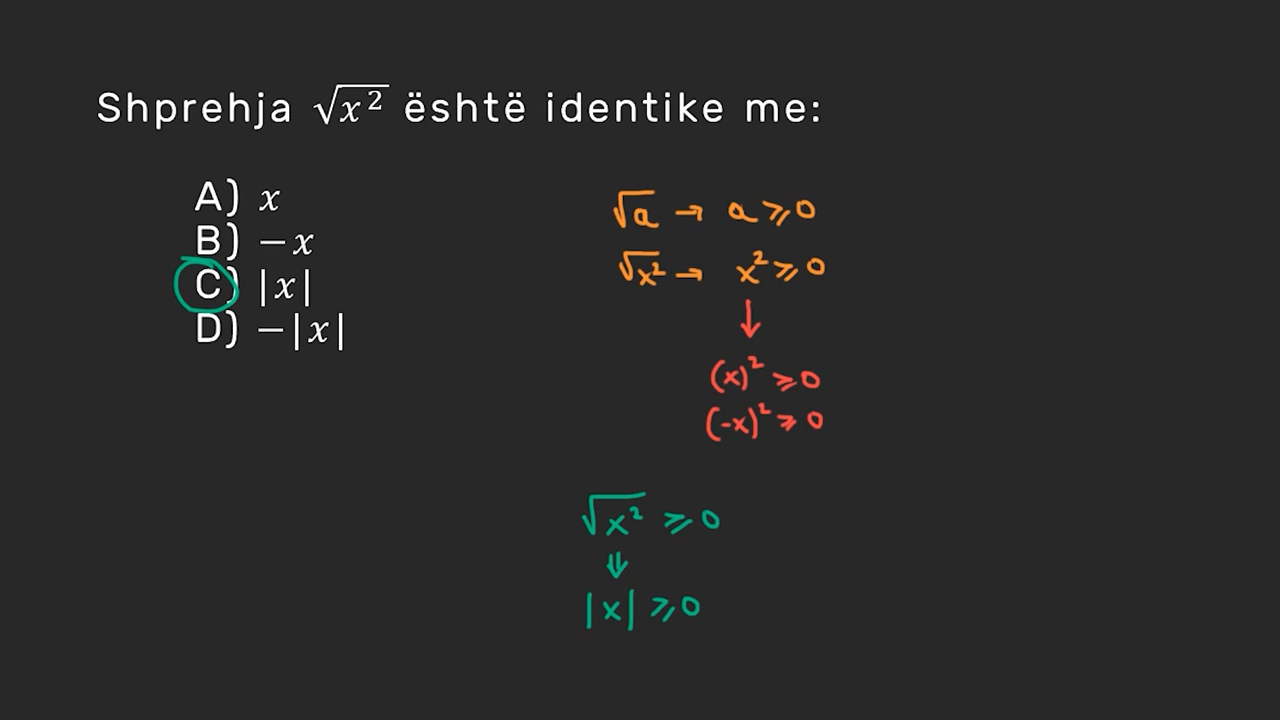 Shprehja √x² është identike me:
A) x
B) −x
C) |x|
D) −|x|
√a → a ⩾ 0
√x² → x² ⩾ 0
↓
(x)² ⩾ 0
(-x)² ⩾ 0
√x² ⩾ 0
⇓
|x| ⩾ 0